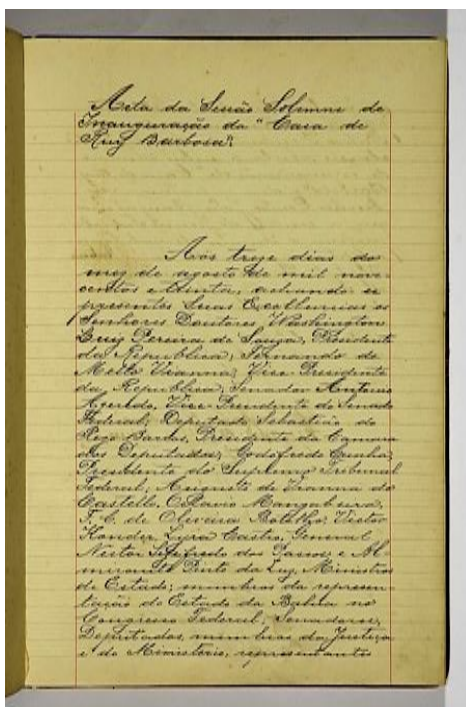 Acta da Sessão Solemne de
Inauguração da "Casa de
Ruy Barbosa".
Aos treze dias do
mez de agosto de mil nove-
centos e trinta, achando-se
presentes Suas Excellencias os
Senhores Doutores Washington
Luiz Pereira de Souza, Presidente
da Republica, Fernando de
Mello Vianna, Vice-Presidente
da Republica, Senador Antonio
Azeredo, Vice-Presidente do Senado
Federal; Deputado Sebastião do
Rego Barros, Presidente da Camara
dos Deputados; Godofredo Cunha,
Presidente do Supremo Tribunal
Federal; Augusto de Vianna do
Castello, Octavio Mangabeira,
F. C. de Oliveira Botelho, Victor
Konder, Lyra Castro, General
Nestor Sezefredo dos Passos e Al-
mirante Pinto da Luz, Ministros
de Estado; membros da represen-
tação do Estado da Bahia no
Congresso Federal, Senadores,
Deputados, membros da Justiça
e do Ministerio, representantes